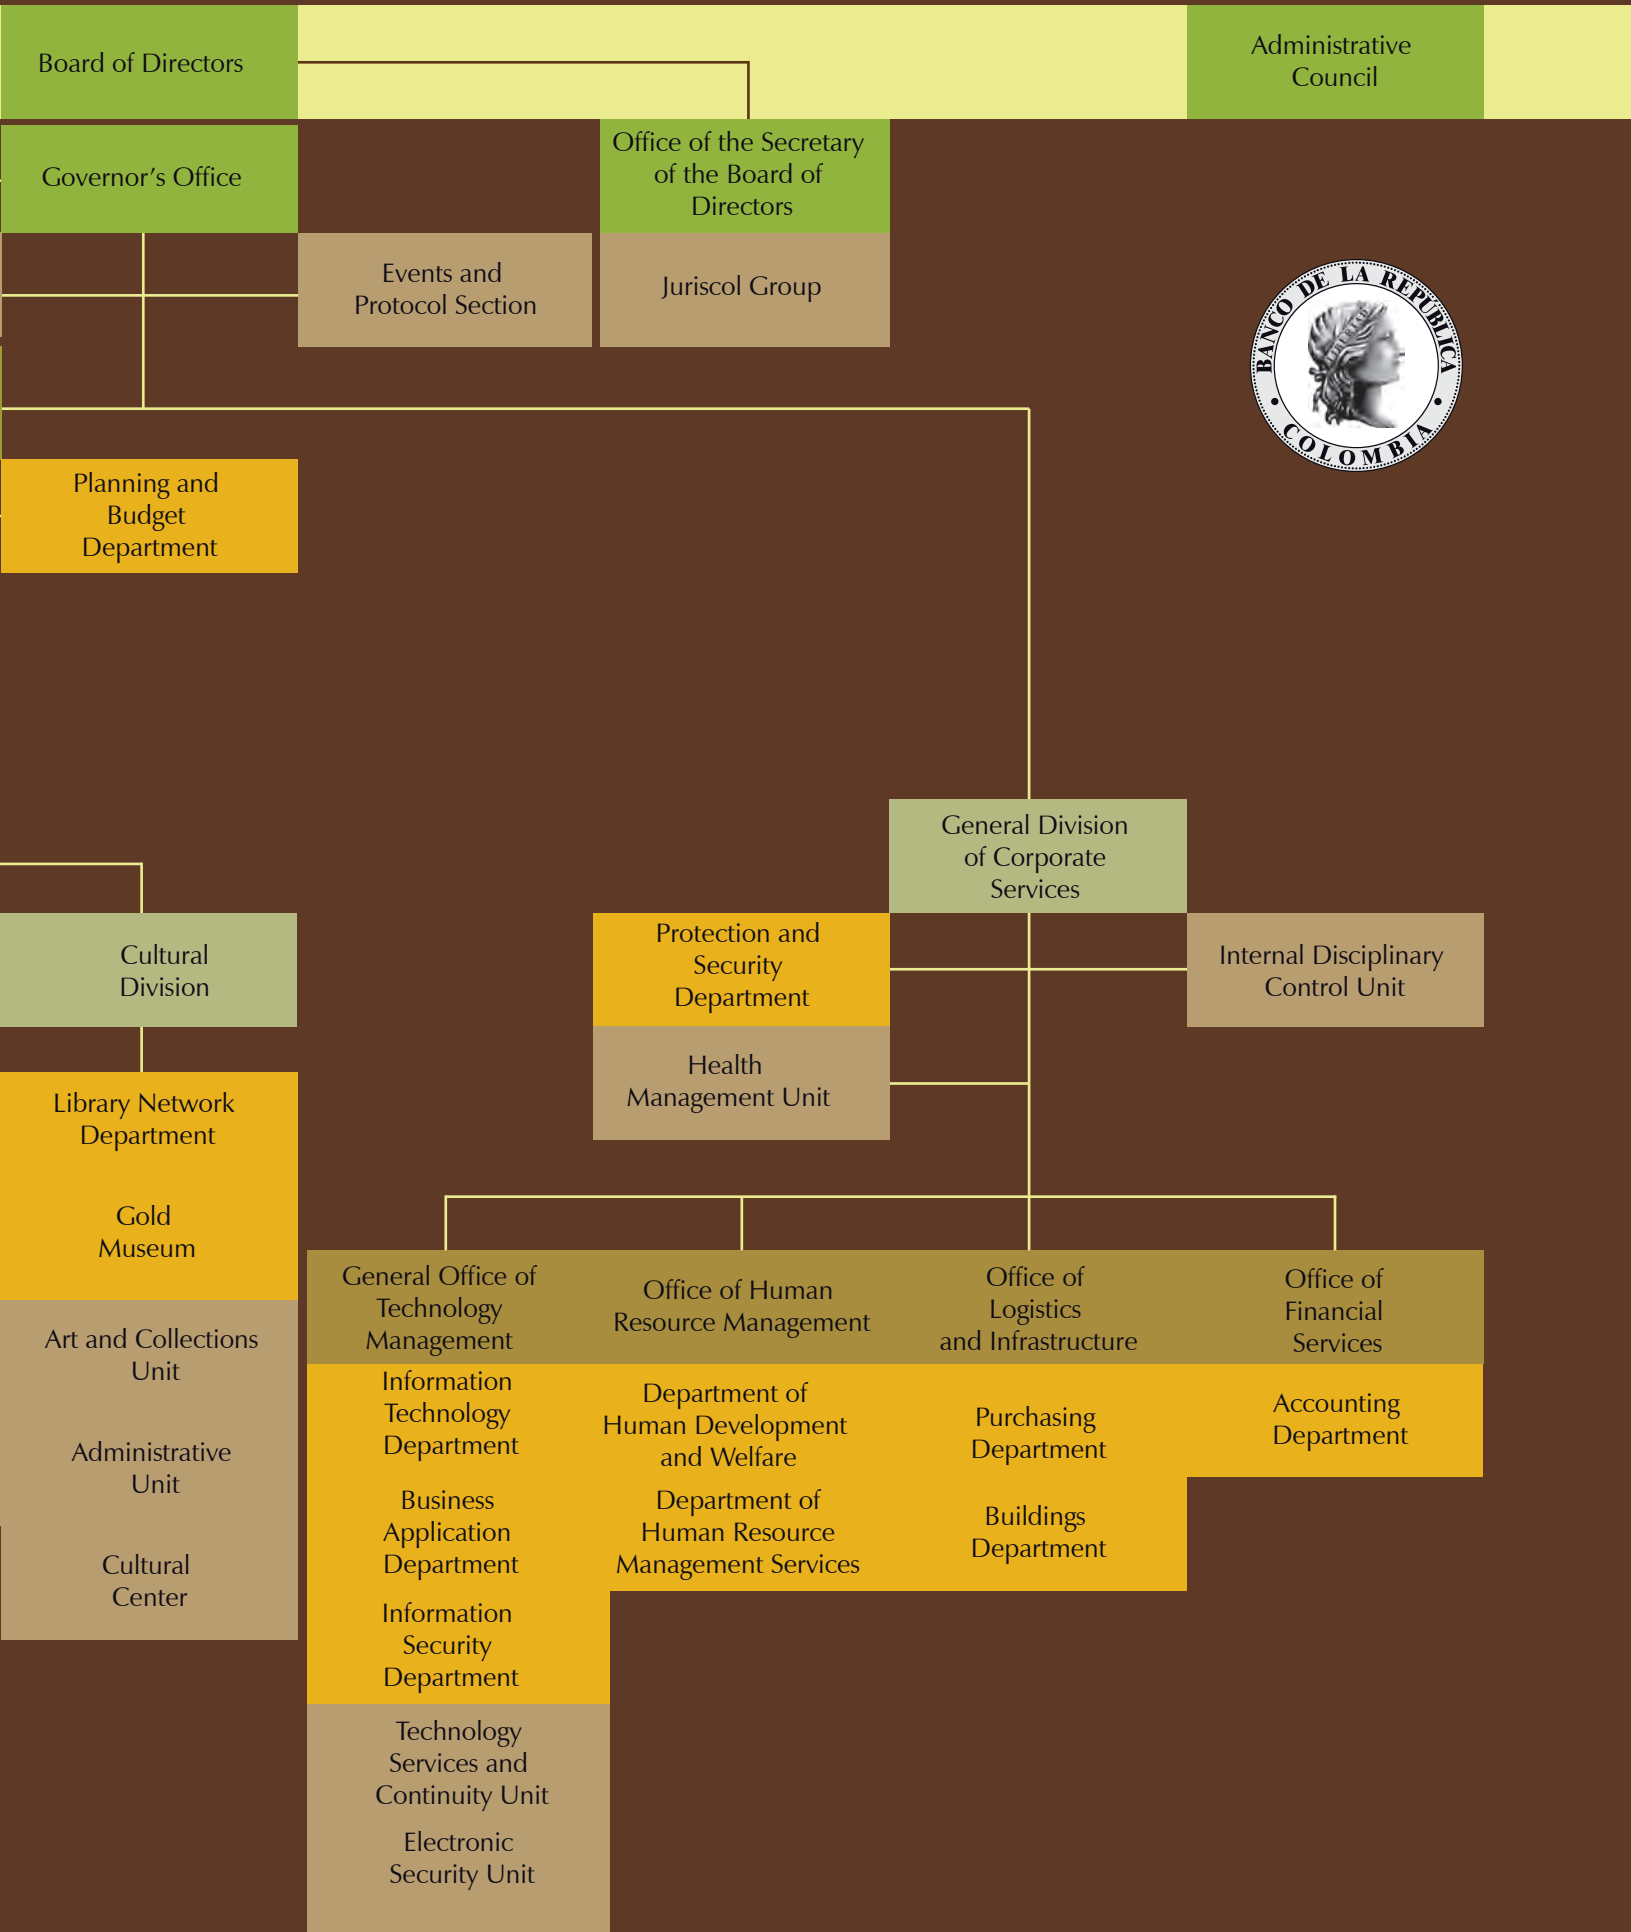 Board of Directors
Administrative
Council
Governor's Office
Office of the Secretary
of the Board of
Directors
Events and
Protocol Section
Juriscol Group
BANCO DE LA REPÚBLICA
COLOMBIA
Planning and
Budget
Department
General Division
of Corporate
Services
Cultural
Division
Protection and
Security
Department
Internal Disciplinary
Control Unit
Health
Management Unit
Library Network
Department
Gold
Museum
Art and Collections
Unit
Administrative
Unit
Cultural
Center
General Office of
Technology
Management
Information
Technology
Department
Business
Application
Department
Information
Security
Department
Technology
Services and
Continuity Unit
Electronic
Security Unit
Office of Human
Resource Management
Department of
Human Development
and Welfare
Department of
Human Resource
Management Services
Office of
Logistics
and Infrastructure
Purchasing
Department
Buildings
Department
Office of
Financial
Services
Accounting
Department